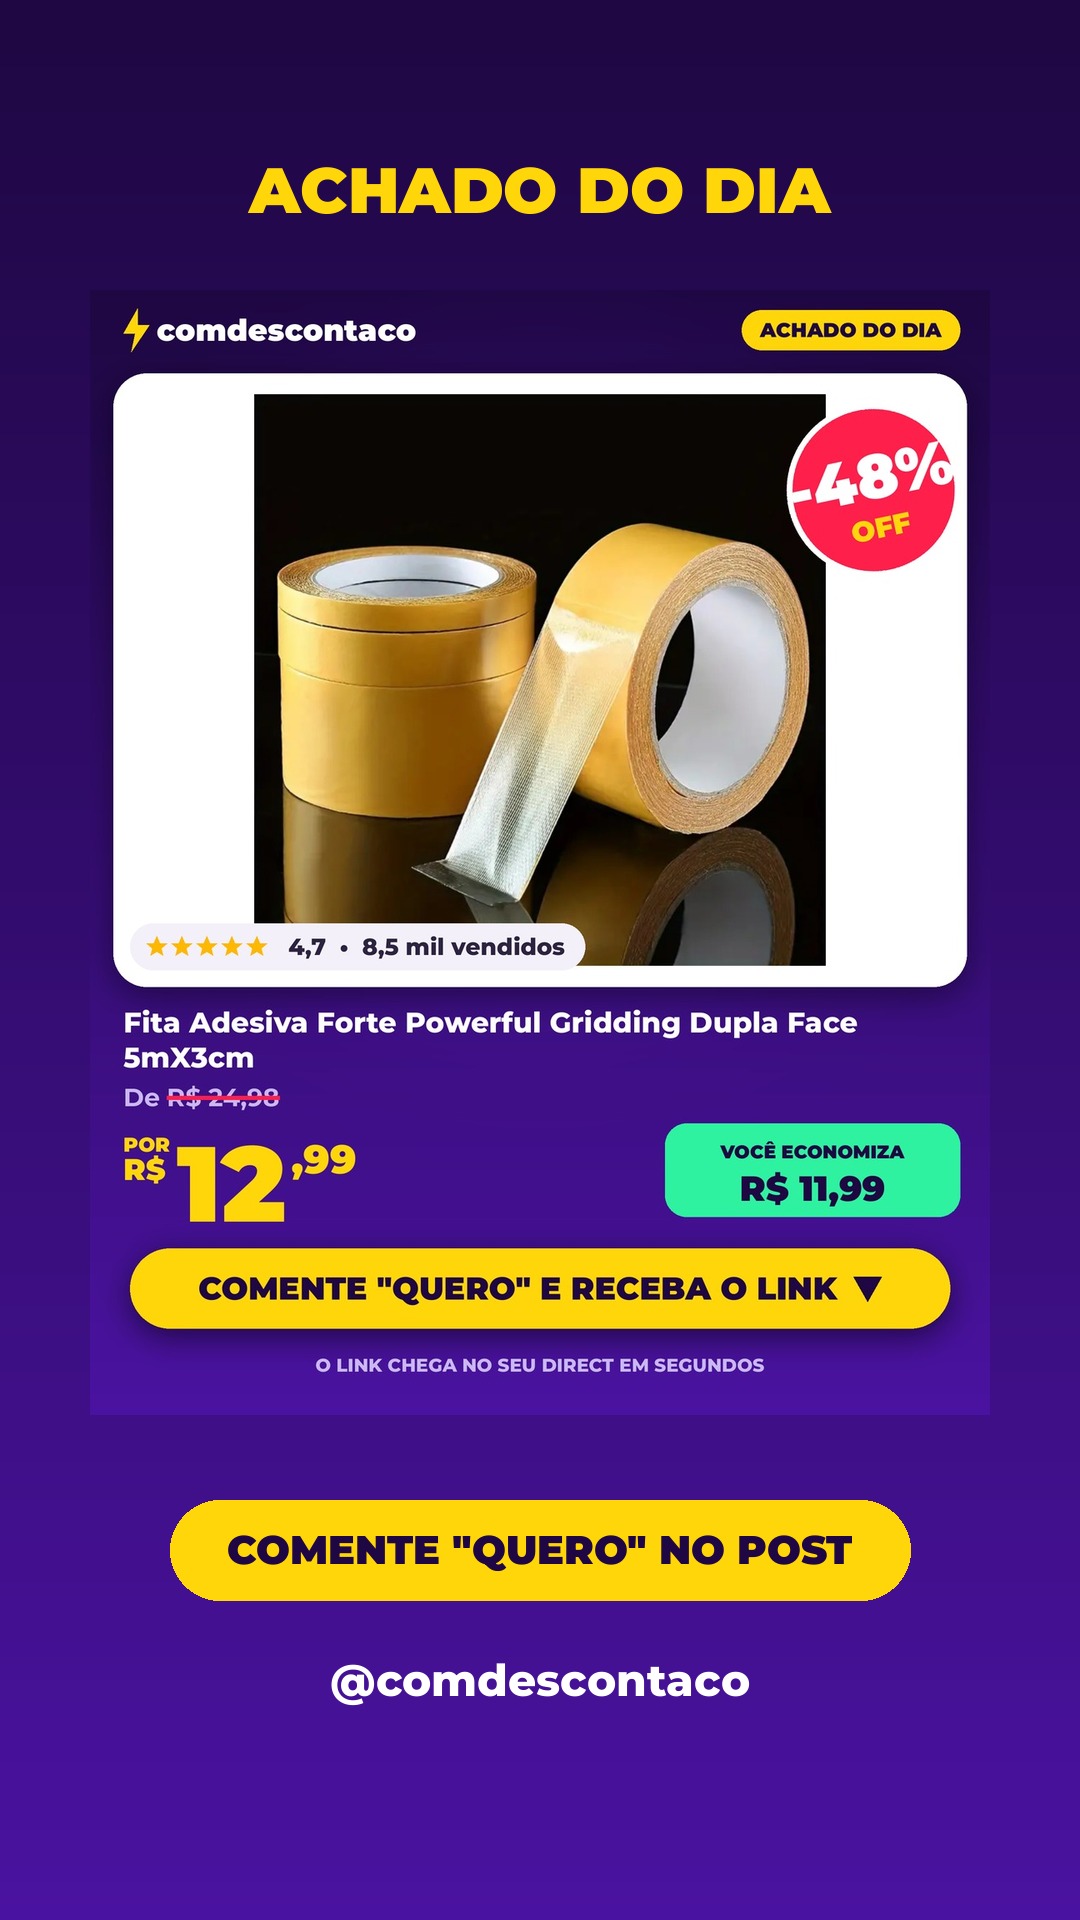 ACHADO DO DIA
comdescontaco
ACHADO DO DIA
-48%
OFF
4,7 • 8,5 mil vendidos
Fita Adesiva Forte Powerful Gridding Dupla Face
5mX3cm
De R$ 24,98
POR
R$ 12,99
VOCÊ ECONOMIZA
R$ 11,99
COMENTE "QUERO" E RECEBA O LINK ▼
O LINK CHEGA NO SEU DIRECT EM SEGUNDOS
COMENTE "QUERO" NO POST
@comdescontaco